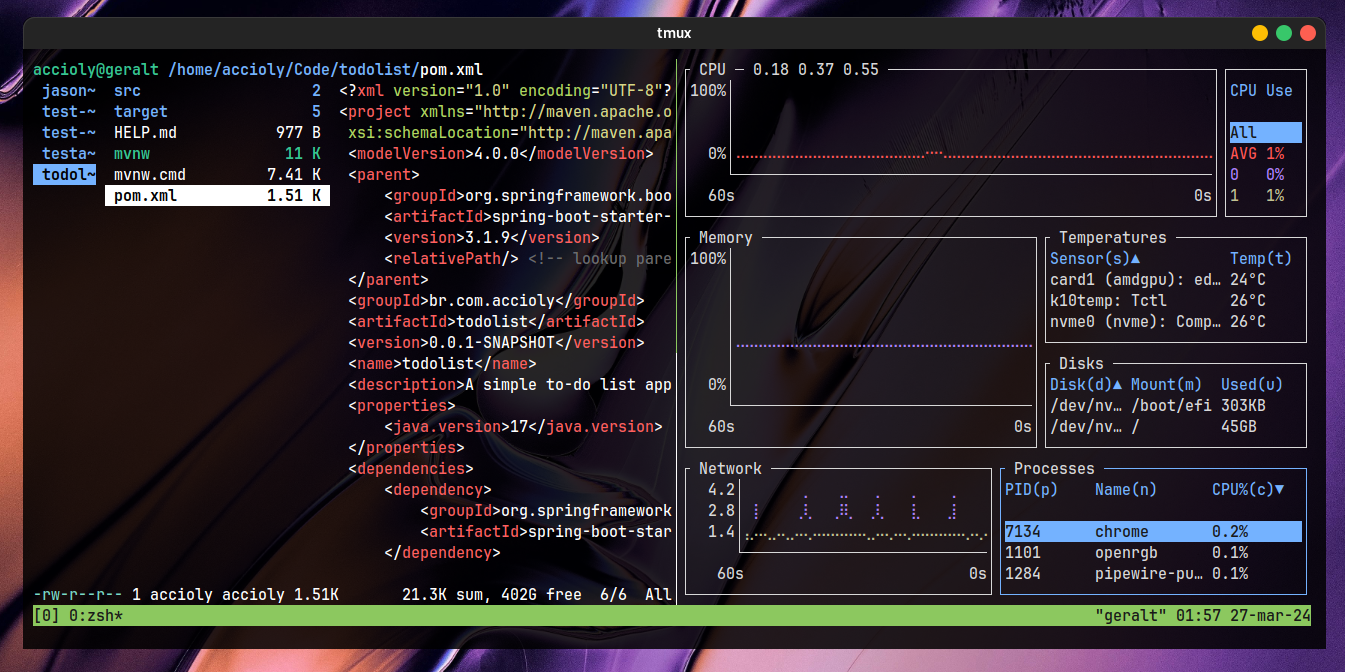 tmux
accioly@geralt /home/accioly/Code/todolist/pom.xml
jason~ src 2
test-~ target 5
test-~ HELP.md 977 B
testa~ mvnw 11 K
todol~ mvnw.cmd 7.41 K
pom.xml 1.51 K
<?xml version="1.0" encoding="UTF-8"?
<project xmlns="http://maven.apache.o
xsi:schemaLocation="http://maven.apa
<modelVersion>4.0.0</modelVersion>
<parent>
<groupId>org.springframework.boo
<artifactId>spring-boot-starter-
<version>3.1.9</version>
<relativePath/> <!-- lookup pare
</parent>
<groupId>br.com.accioly</groupId>
<artifactId>todolist</artifactId>
<version>0.0.1-SNAPSHOT</version>
<name>todolist</name>
<description>A simple to-do list app
<properties>
<java.version>17</java.version>
</properties>
<dependencies>
<dependency>
<groupId>org.springframework
<artifactId>spring-boot-star
</dependency>
-rw-r--r-- 1 accioly accioly 1.51K 21.3K sum, 402G free 6/6 All
CPU — 0.18 0.37 0.55
100%
0%
60s 0s
CPU Use
All
AVG 1%
0 0%
1 1%
Memory
100%
0%
60s 0s
Temperatures
Sensor(s)▲ Temp(t)
card1 (amdgpu): ed… 24°C
k10temp: Tctl 26°C
nvme0 (nvme): Comp… 26°C
Disks
Disk(d)▲ Mount(m) Used(u)
/dev/nv… /boot/efi 303KB
/dev/nv… / 45GB
Network
4.2
2.8
1.4
60s 0s
Processes
PID(p) Name(n) CPU%(c)▼
7134 chrome 0.2%
1101 openrgb 0.1%
1284 pipewire-pu… 0.1%
[0] 0:zsh* "geralt" 01:57 27-mar-24